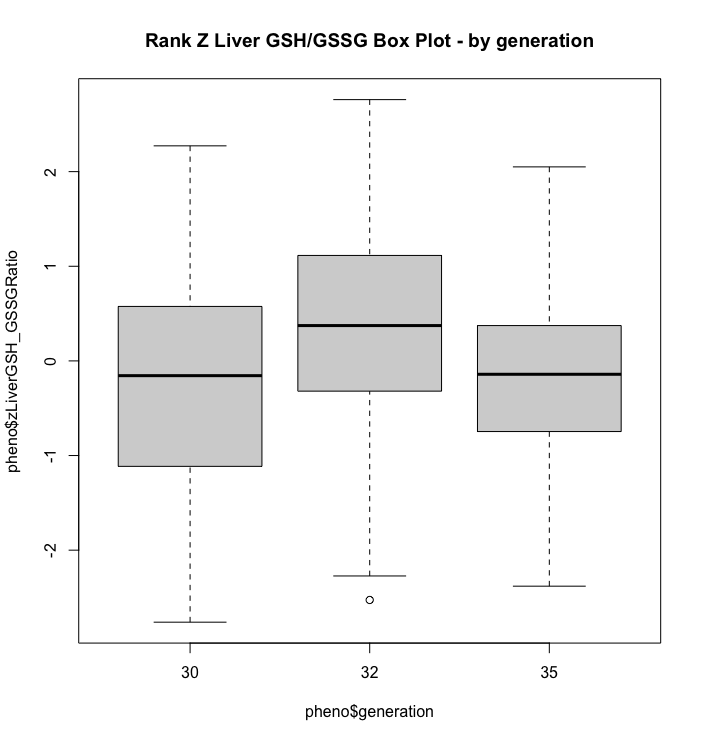 Rank Z Liver GSH/GSSG Box Plot - by generation
pheno$zLiverGSH_GSSGRatio
2
1
0
-1
-2
30 32 35
pheno$generation